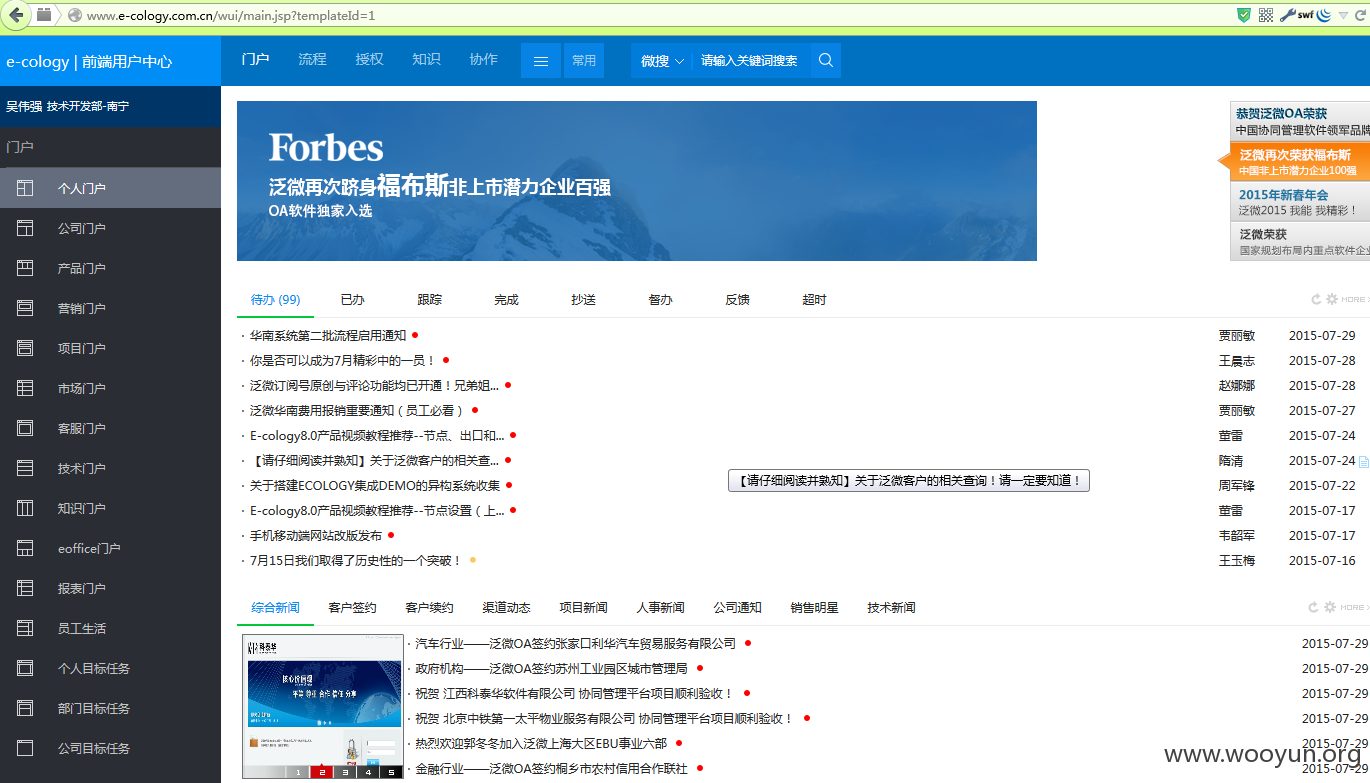 www.e-cology.com.cn/wui/main.jsp?templateId=1
swf
e-cology | 前端用户中心
门户 流程 授权 知识 协作 常用 微搜 请输入关键词搜索
吴伟强 技术开发部-南宁
门户
个人门户
公司门户
产品门户
营销门户
项目门户
市场门户
客服门户
技术门户
知识门户
eoffice门户
报表门户
员工生活
个人目标任务
部门目标任务
公司目标任务
Forbes
泛微再次跻身福布斯非上市潜力企业百强
OA软件独家入选
恭贺泛微OA荣获
中国协同管理软件领军品牌
泛微再次荣获福布斯
中国非上市潜力企业100强
2015年新春年会
泛微2015 我能 我精彩！
泛微荣获
国家规划布局内重点软件企业
待办 (99) 已办 跟踪 完成 抄送 督办 反馈 超时 MORE
· 华南系统第二批流程启用通知 贾丽敏 2015-07-29
· 你是否可以成为7月精彩中的一员！ 王晨志 2015-07-28
· 泛微订阅号原创与评论功能均已开通！兄弟姐... 赵娜娜 2015-07-28
· 泛微华南费用报销重要通知（员工必看） 贾丽敏 2015-07-27
· E-cology8.0产品视频教程推荐--节点、出口和... 董雷 2015-07-24
· 【请仔细阅读并熟知】关于泛微客户的相关查... 隋清 2015-07-24
【请仔细阅读并熟知】关于泛微客户的相关查询！请一定要知道！
· 关于搭建ECOLOGY集成DEMO的异构系统收集 周军锋 2015-07-22
· E-cology8.0产品视频教程推荐--节点设置（上... 董雷 2015-07-17
· 手机移动端网站改版发布 韦韶军 2015-07-17
· 7月15日我们取得了历史性的一个突破！ 王玉梅 2015-07-16
综合新闻 客户签约 客户续约 渠道动态 项目新闻 人事新闻 公司通知 销售明星 技术新闻 MORE
科泰华
核心价值观
平等 信任 合作 信任 分享
1 2 3 4 5
· 汽车行业——泛微OA签约张家口利华汽车贸易服务有限公司 2015-07-29
· 政府机构——泛微OA签约苏州工业园区城市管理局 2015-07-29
· 祝贺 江西科泰华软件有限公司 协同管理平台项目顺利验收！ 2015-07-29
· 祝贺 北京中铁第一太平物业服务有限公司 协同管理平台项目顺利验收！ 2015-07-29
· 热烈欢迎郭冬冬加入泛微上海大区EBU事业六部 2015-07-29
· 金融行业——泛微OA签约桐乡市农村信用合作联社 2015-07-29
www.wooyun.org